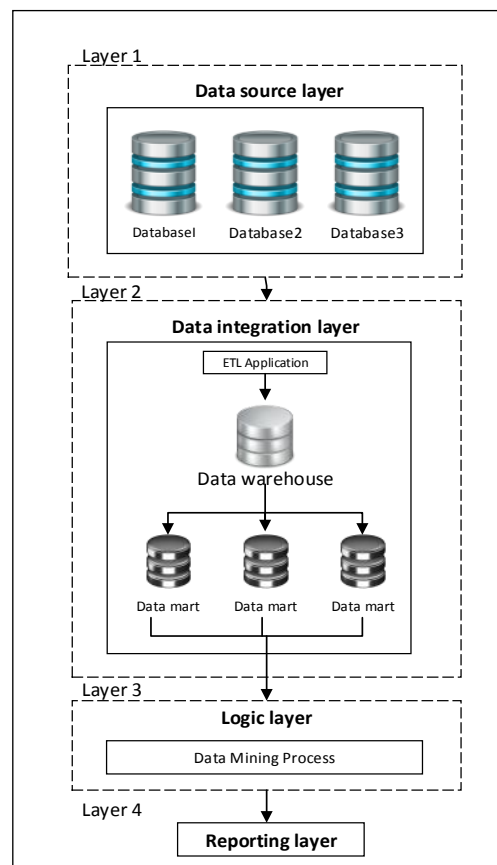 Layer 1
Data source layer
Database1 Database2 Database3
Layer 2
Data integration layer
ETL Application
Data warehouse
Data mart Data mart Data mart
Layer 3
Logic layer
Data Mining Process
Layer 4
Reporting layer